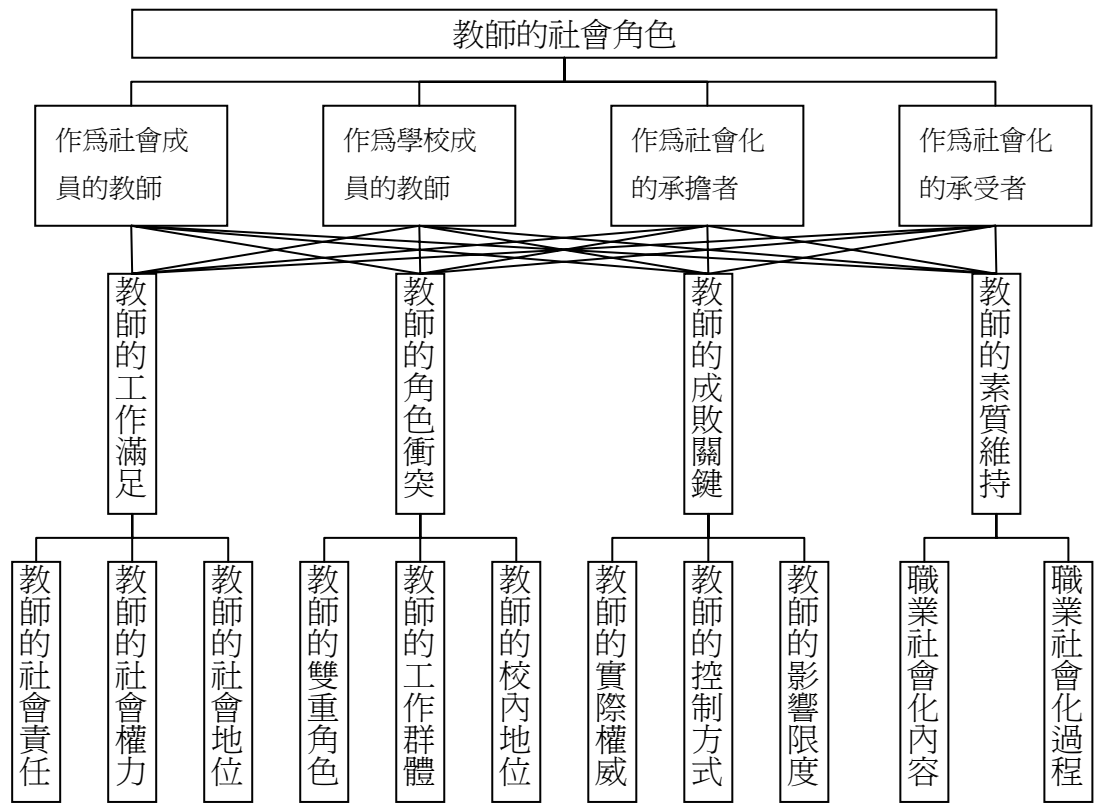 教師的社會角色
作爲社會成
員的教師
作爲學校成
員的教師
作爲社會化
的承擔者
作爲社會化
的承受者
教師的工作滿足
教師的角色衝突
教師的成敗關鍵
教師的素質維持
教師的社會責任
教師的社會權力
教師的社會地位
教師的雙重角色
教師的工作群體
教師的校內地位
教師的實際權威
教師的控制方式
教師的影響限度
職業社會化內容
職業社會化過程